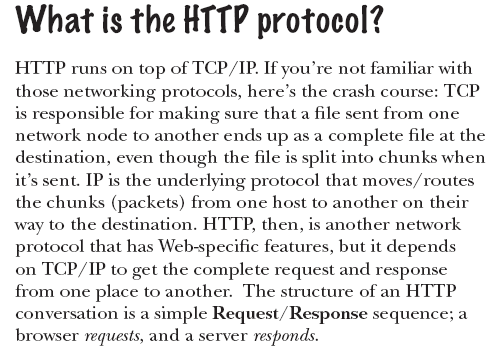 What is the HTTP protocol?
HTTP runs on top of TCP/IP. If you’re not familiar with
those networking protocols, here’s the crash course: TCP
is responsible for making sure that a file sent from one
network node to another ends up as a complete file at the
destination, even though the file is split into chunks when
it’s sent. IP is the underlying protocol that moves/routes
the chunks (packets) from one host to another on their
way to the destination. HTTP, then, is another network
protocol that has Web-specific features, but it depends
on TCP/IP to get the complete request and response
from one place to another. The structure of an HTTP
conversation is a simple Request/Response sequence; a
browser requests, and a server responds.